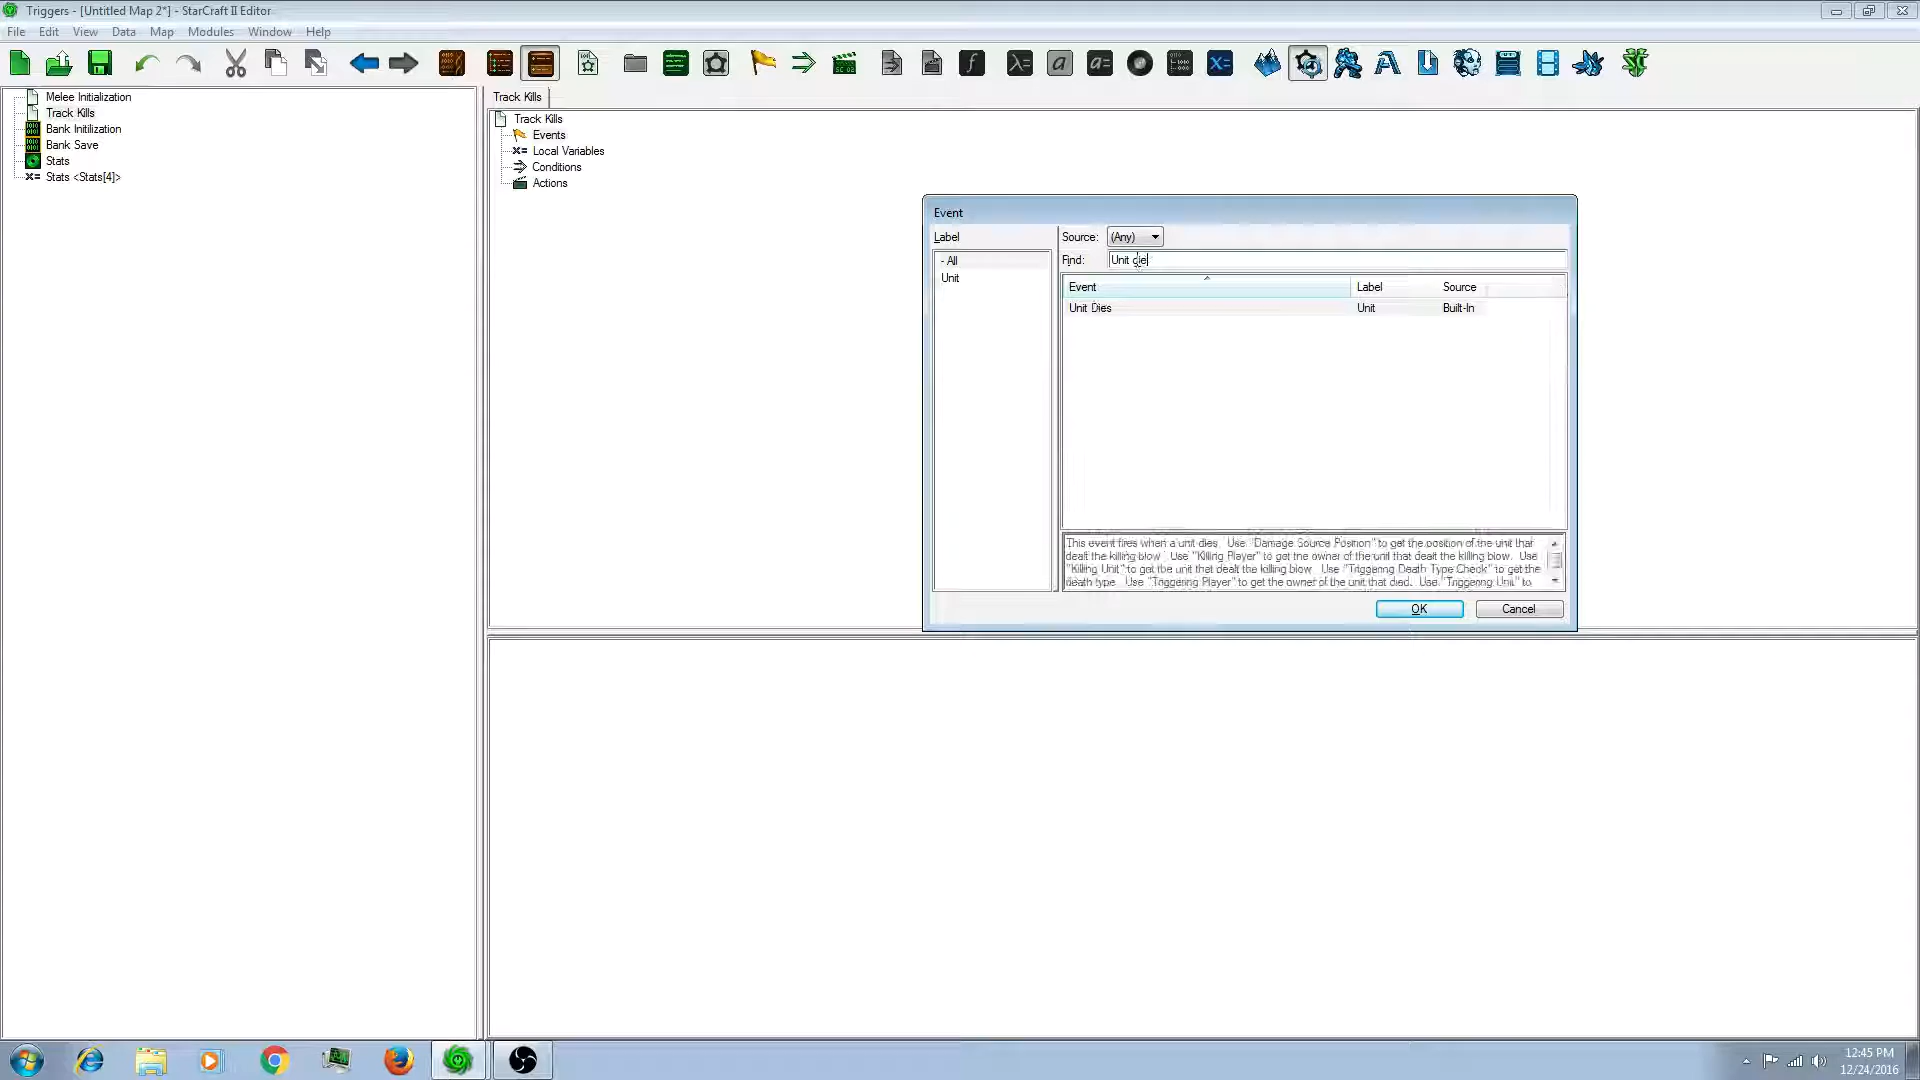 Triggers - [Untitled Map 2*] - StarCraft II Editor
File Edit View Data Map Modules Window Help
Melee Initialization
Track Kills
Bank Initilization
Bank Save
Stats
Stats <Stats[4]>
Track Kills
Track Kills
Events
Local Variables
Conditions
Actions
Event
Label
- All
Unit
Source: (Any)
Find: Unit die
Event Label Source
Unit Dies Unit Built-In
This event fires when a unit dies. Use "Damage Source Position" to get the position of the unit that
dealt the killing blow. Use "Killing Player" to get the owner of the unit that dealt the killing blow. Use
"Killing Unit" to get the unit that dealt the killing blow. Use "Triggering Death Type Check" to get the
death type. Use "Triggering Player" to get the owner of the unit that died. Use "Triggering Unit" to
OK Cancel
12:45 PM
12/24/2016